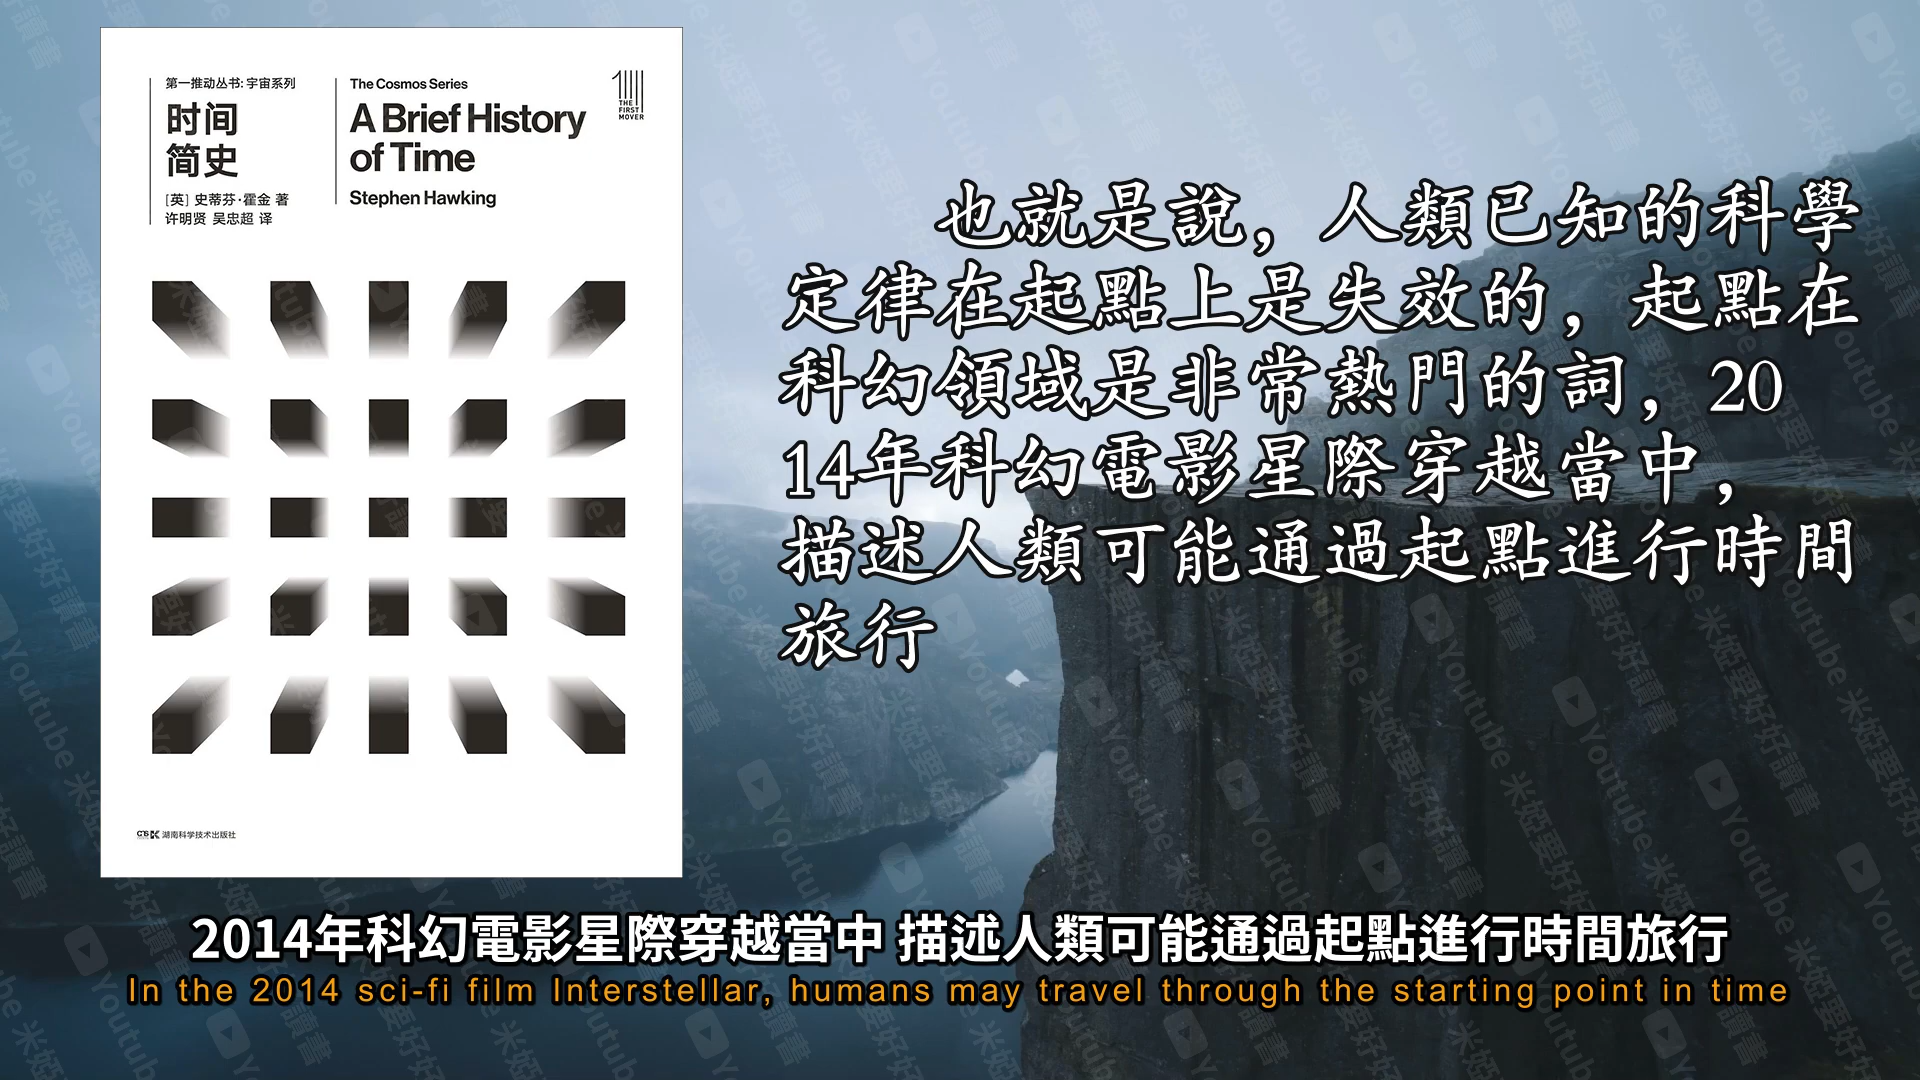 第一推动丛书:宇宙系列
时间
简史
[英] 史蒂芬·霍金 著
许明贤 吴忠超 译
The Cosmos Series
A Brief History
of Time
Stephen Hawking
THE
FIRST
MOVER
湖南科学技术出版社
也就是說，人類已知的科學
定律在起點上是失效的，起點在
科幻領域是非常熱門的詞，20
14年科幻電影星際穿越當中，
描述人類可能通過起點進行時間
旅行
2014年科幻電影星際穿越當中 描述人類可能通過起點進行時間旅行
In the 2014 sci-fi film Interstellar, humans may travel through the starting point in time
Youtube 米婭要好好讀書